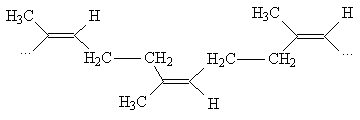 H₃C H H₃C H
... H₂C CH₂ H₂C CH₂ ...
H₃C H